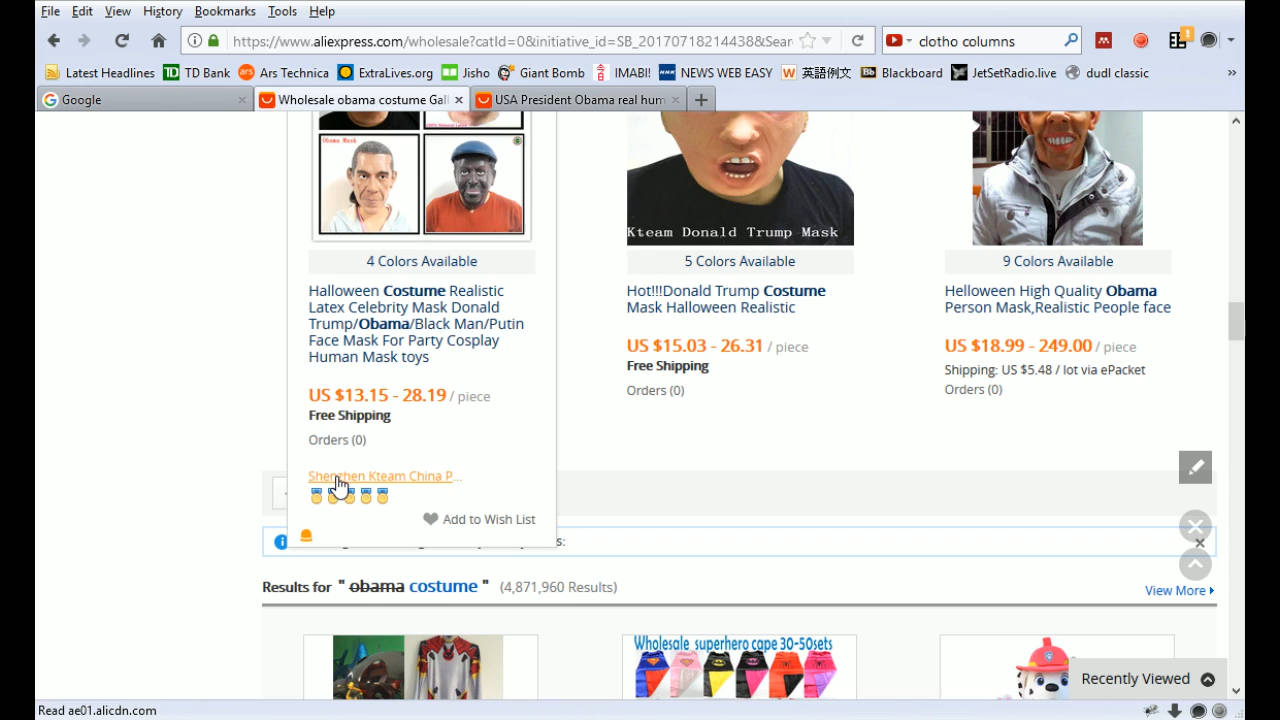 File Edit View History Bookmarks Tools Help
https://www.aliexpress.com/wholesale?catId=0&initiative_id=SB_20170718214438&Sear
clotho columns
1
Latest Headlines TD Bank Ars Technica ExtraLives.org Jisho Giant Bomb IMABI! NEWS WEB EASY 英語例文 Blackboard JetSetRadio.live dudl classic
Google
Wholesale obama costume Gal
USA President Obama real hum
Obama Mask
Kteam Donald Trump Mask
4 Colors Available
5 Colors Available
9 Colors Available
Halloween Costume Realistic
Latex Celebrity Mask Donald
Trump/Obama/Black Man/Putin
Face Mask For Party Cosplay
Human Mask toys
US $13.15 - 28.19 / piece
Free Shipping
Orders (0)
Shenzhen Kteam China P...
Add to Wish List
Hot!!!Donald Trump Costume
Mask Halloween Realistic
US $15.03 - 26.31 / piece
Free Shipping
Orders (0)
Helloween High Quality Obama
Person Mask,Realistic People face
US $18.99 - 249.00 / piece
Shipping: US $5.48 / lot via ePacket
Orders (0)
Results for " obama costume " (4,871,960 Results)
View More
Wholesale superhero cape 30-50sets
Recently Viewed
Read ae01.alicdn.com